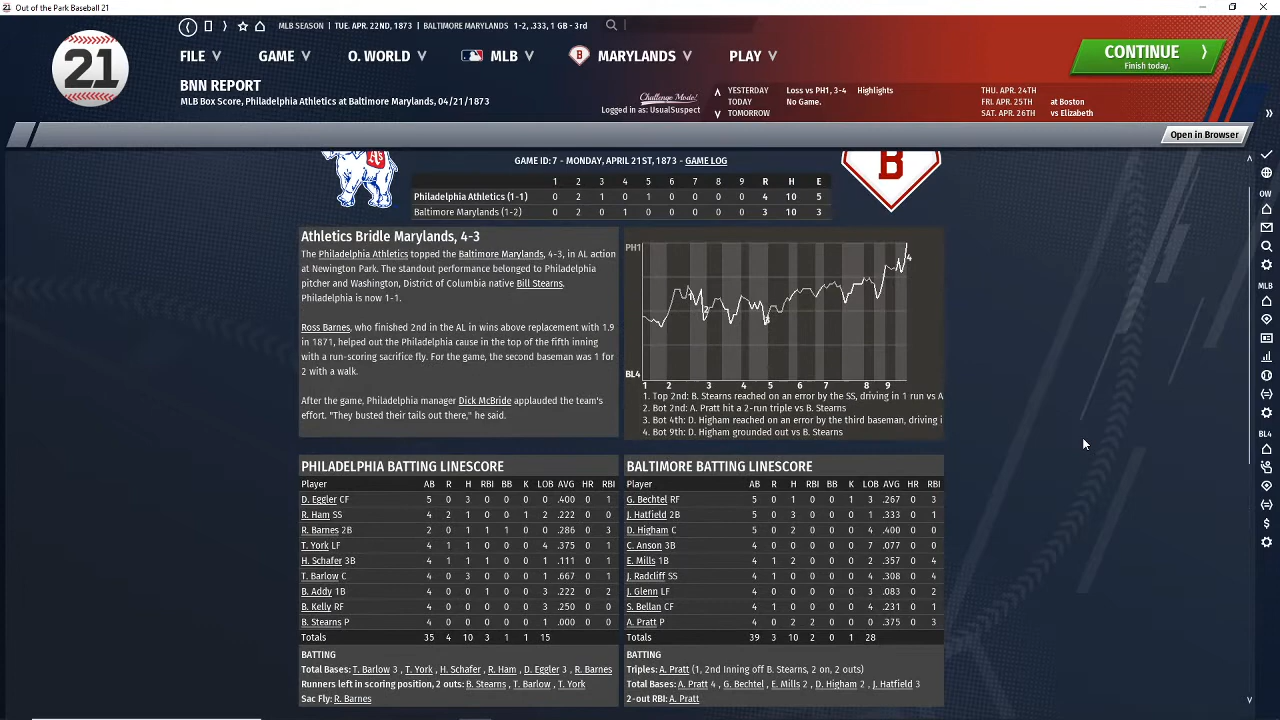 Out of the Park Baseball 21
MLB SEASON | TUE. APR. 22ND, 1873 | BALTIMORE MARYLANDS 1-2, .333, 1 GB - 3rd
21
FILE GAME O. WORLD MLB MARYLANDS PLAY
CONTINUE
Finish today.
BNN REPORT
MLB Box Score, Philadelphia Athletics at Baltimore Marylands, 04/21/1873
Challenge Mode!
Logged in as: UsualSuspect
YESTERDAY Loss vs PH1, 3-4 Highlights
TODAY No Game.
TOMORROW
THU. APR. 24TH
FRI. APR. 25TH at Boston
SAT. APR. 26TH vs Elizabeth
Open in Browser
GAME ID: 7 - MONDAY, APRIL 21ST, 1873 - GAME LOG
A's
B
1 2 3 4 5 6 7 8 9 R H E
Philadelphia Athletics (1-1) 0 2 1 0 1 0 0 0 0 4 10 5
Baltimore Marylands (1-2) 0 2 0 1 0 0 0 0 0 3 10 3
Athletics Bridle Marylands, 4-3
The Philadelphia Athletics topped the Baltimore Marylands, 4-3, in AL action
at Newington Park. The standout performance belonged to Philadelphia
pitcher and Washington, District of Columbia native Bill Stearns.
Philadelphia is now 1-1.
Ross Barnes, who finished 2nd in the AL in wins above replacement with 1.9
in 1871, helped out the Philadelphia cause in the top of the fifth inning
with a run-scoring sacrifice fly. For the game, the second baseman was 1 for
2 with a walk.
After the game, Philadelphia manager Dick McBride applauded the team's
effort. "They busted their tails out there," he said.
PH1
1 2 3 4
BL4
1 2 3 4 5 6 7 8 9
1. Top 2nd: B. Stearns reached on an error by the SS, driving in 1 run vs A
2. Bot 2nd: A. Pratt hit a 2-run triple vs B. Stearns
3. Bot 4th: D. Higham reached on an error by the third baseman, driving i
4. Bot 9th: D. Higham grounded out vs B. Stearns
PHILADELPHIA BATTING LINESCORE
Player AB R H RBI BB K LOB AVG HR RBI
D. Eggler CF 5 0 3 0 0 0 0 .400 0 1
R. Ham SS 4 2 1 0 0 1 2 .222 0 0
R. Barnes 2B 2 0 1 1 1 0 0 .286 0 3
T. York LF 4 1 1 0 0 0 4 .375 0 1
H. Schafer 3B 4 1 1 1 0 0 1 .111 0 1
T. Barlow C 4 0 3 0 0 0 1 .667 0 1
B. Addy 1B 4 0 0 1 0 0 3 .222 0 2
B. Kelly RF 4 0 0 0 0 0 3 .250 0 0
B. Stearns P 4 0 0 0 0 0 1 .000 0 0
Totals 35 4 10 3 1 1 15
BATTING
Total Bases: T. Barlow 3 , T. York , H. Schafer , R. Ham , D. Eggler 3 , R. Barnes
Runners left in scoring position, 2 outs: B. Stearns , T. Barlow , T. York
Sac Fly: R. Barnes
BALTIMORE BATTING LINESCORE
Player AB R H RBI BB K LOB AVG HR RBI
G. Bechtel RF 5 0 1 0 0 1 3 .267 0 3
J. Hatfield 2B 5 0 3 0 0 0 1 .333 0 1
D. Higham C 5 0 2 0 0 0 4 .400 0 0
C. Anson 3B 4 0 0 0 0 0 7 .077 0 0
E. Mills 1B 4 1 2 0 0 0 2 .357 0 4
J. Radcliff SS 4 1 0 0 0 0 4 .308 0 4
J. Glenn LF 4 0 0 0 0 0 3 .083 0 2
S. Bellan CF 4 1 0 0 0 0 4 .231 0 1
A. Pratt P 4 0 2 2 0 0 0 .375 0 3
Totals 39 3 10 2 0 1 28
BATTING
Triples: A. Pratt (1, 2nd Inning off B. Stearns, 2 on, 2 outs)
Total Bases: A. Pratt 4 , G. Bechtel , E. Mills 2 , D. Higham 2 , J. Hatfield 3
2-out RBI: A. Pratt
OW
MLB
BL4